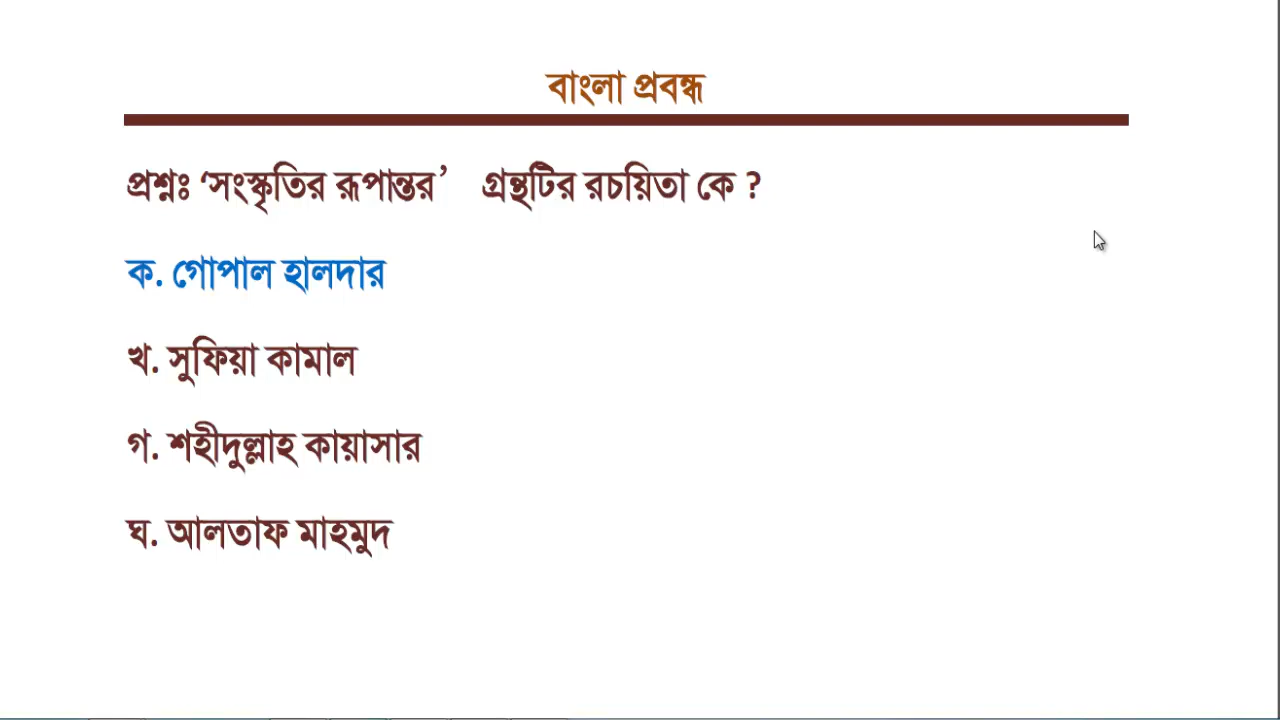 বাংলা প্রবন্ধ
প্রশ্নঃ ‘সংস্কৃতির রূপান্তর’ গ্রন্থটির রচয়িতা কে ?
ক. গোপাল হালদার
খ. সুফিয়া কামাল
গ. শহীদুল্লাহ কায়াসার
ঘ. আলতাফ মাহমুদ